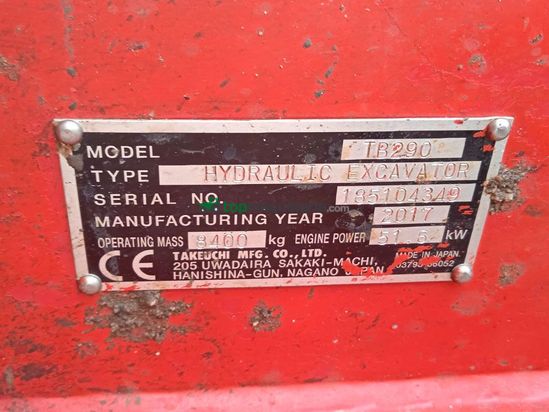 MODEL TB290
TYPE HYDRAULIC EXCAVATOR
SERIAL NO. 185104349
MANUFACTURING YEAR 2017
OPERATING MASS 8400 kg ENGINE POWER 51.5 kW
CE TAKEUCHI MFG. CO., LTD. MADE IN JAPAN.
205 UWADAIRA, SAKAKI-MACHI,
HANISHINA-GUN, NAGANO JAPAN